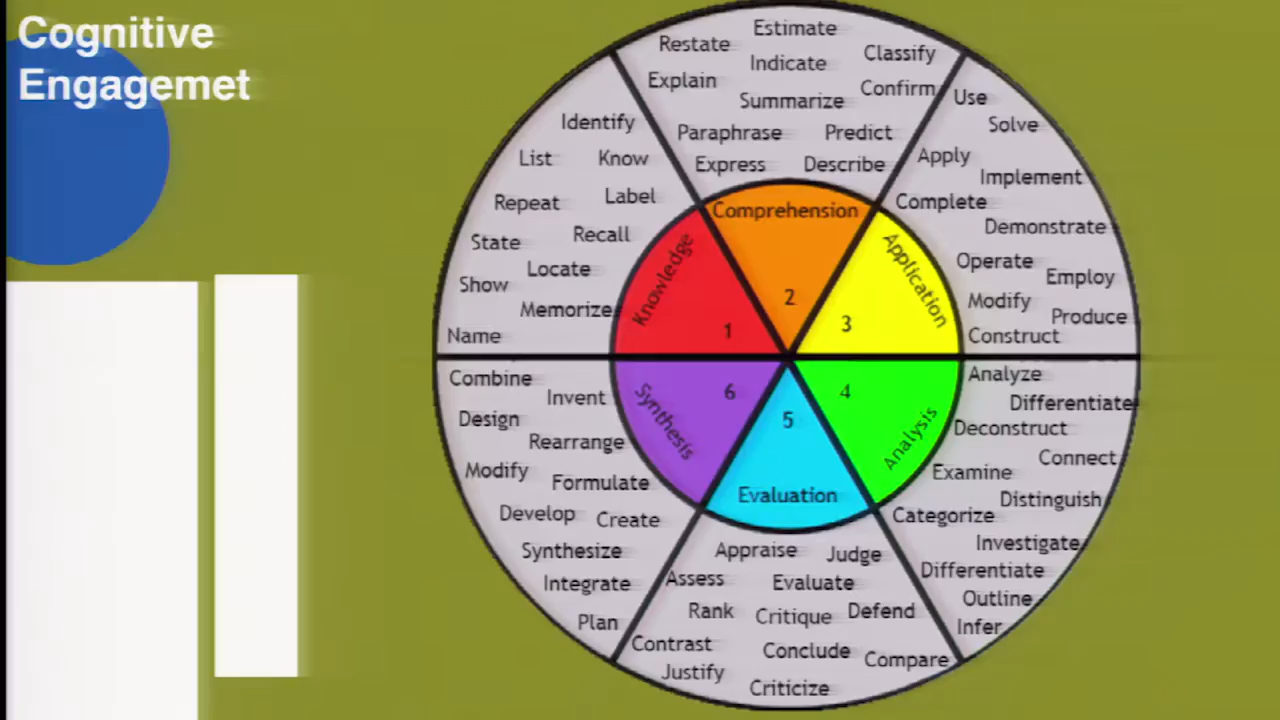 Cognitive
Engagemet
Restate
Estimate
Classify
Explain
Indicate
Confirm
Summarize
Paraphrase
Predict
Express
Describe
Use
Solve
Apply
Implement
Complete
Demonstrate
Operate
Employ
Modify
Produce
Construct
Identify
List
Know
Repeat
Label
State
Recall
Locate
Show
Memorize
Name
Comprehension
2
Knowledge
1
Application
3
Synthesis
6
Analysis
4
5
Evaluation
Analyze
Differentiate
Deconstruct
Connect
Examine
Distinguish
Categorize
Investigate
Differentiate
Outline
Infer
Combine
Invent
Design
Rearrange
Modify
Formulate
Develop
Create
Synthesize
Integrate
Plan
Appraise
Judge
Assess
Evaluate
Rank
Critique
Defend
Contrast
Conclude
Compare
Justify
Criticize